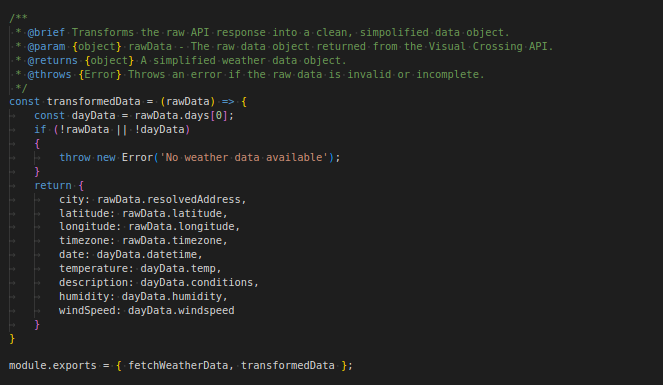 /**
 * @brief Transforms the raw API response into a clean, simpolified data object.
 * @param {object} rawData - The raw data object returned from the Visual Crossing API.
 * @returns {object} A simplified weather data object.
 * @throws {Error} Throws an error if the raw data is invalid or incomplete.
 */
const transformedData = (rawData) => {
    const dayData = rawData.days[0];
    if (!rawData || !dayData)
    {
        throw new Error('No weather data available');
    }
    return {
        city: rawData.resolvedAddress,
        latitude: rawData.latitude,
        longitude: rawData.longitude,
        timezone: rawData.timezone,
        date: dayData.datetime,
        temperature: dayData.temp,
        description: dayData.conditions,
        humidity: dayData.humidity,
        windSpeed: dayData.windspeed
    }
}
module.exports = { fetchWeatherData, transformedData };